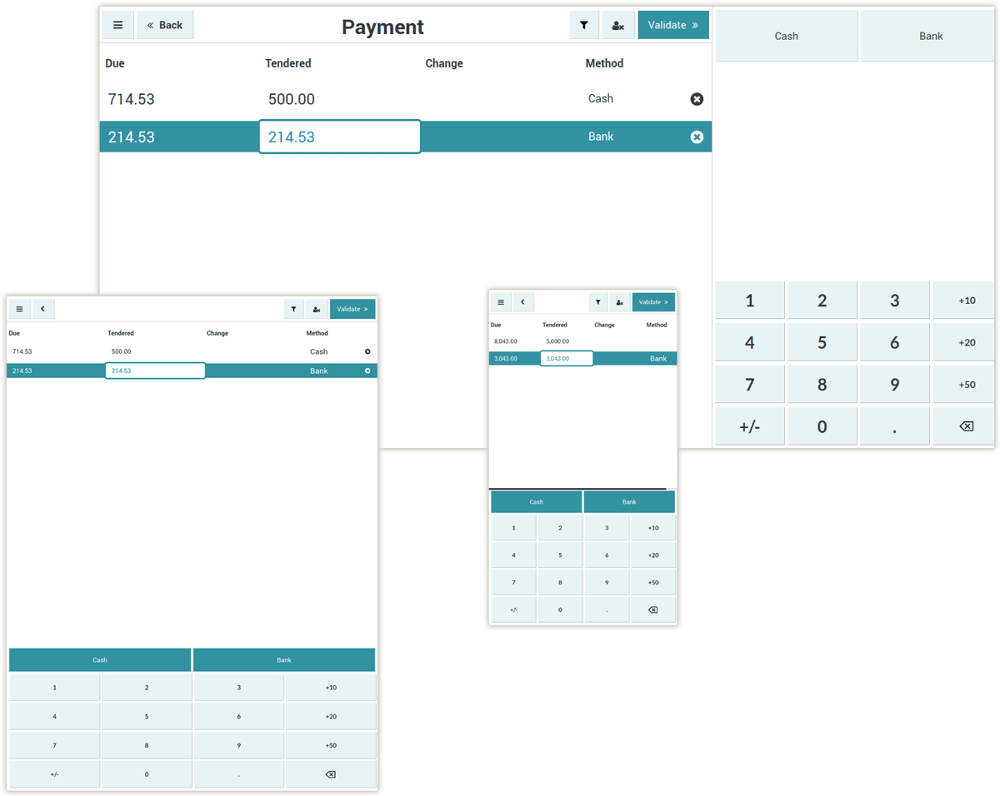 Back Payment Validate »
Cash Bank
Due Tendered Change Method
714.53 500.00 Cash
214.53 214.53 Bank
1 2 3 +10
4 5 6 +20
7 8 9 +50
+/- 0 .
Validate »
Due Tendered Change Method
714.53 500.00 Cash
214.53 214.53 Bank
Cash Bank
1 2 3 +10
4 5 6 +20
7 8 9 +50
+/- 0 .
Validate »
Due Tendered Change Method
8,043.00 5,000.00
3,043.00 3,043.00 Bank
Cash Bank
1 2 3 +10
4 5 6 +20
7 8 9 +50
+/- 0 .